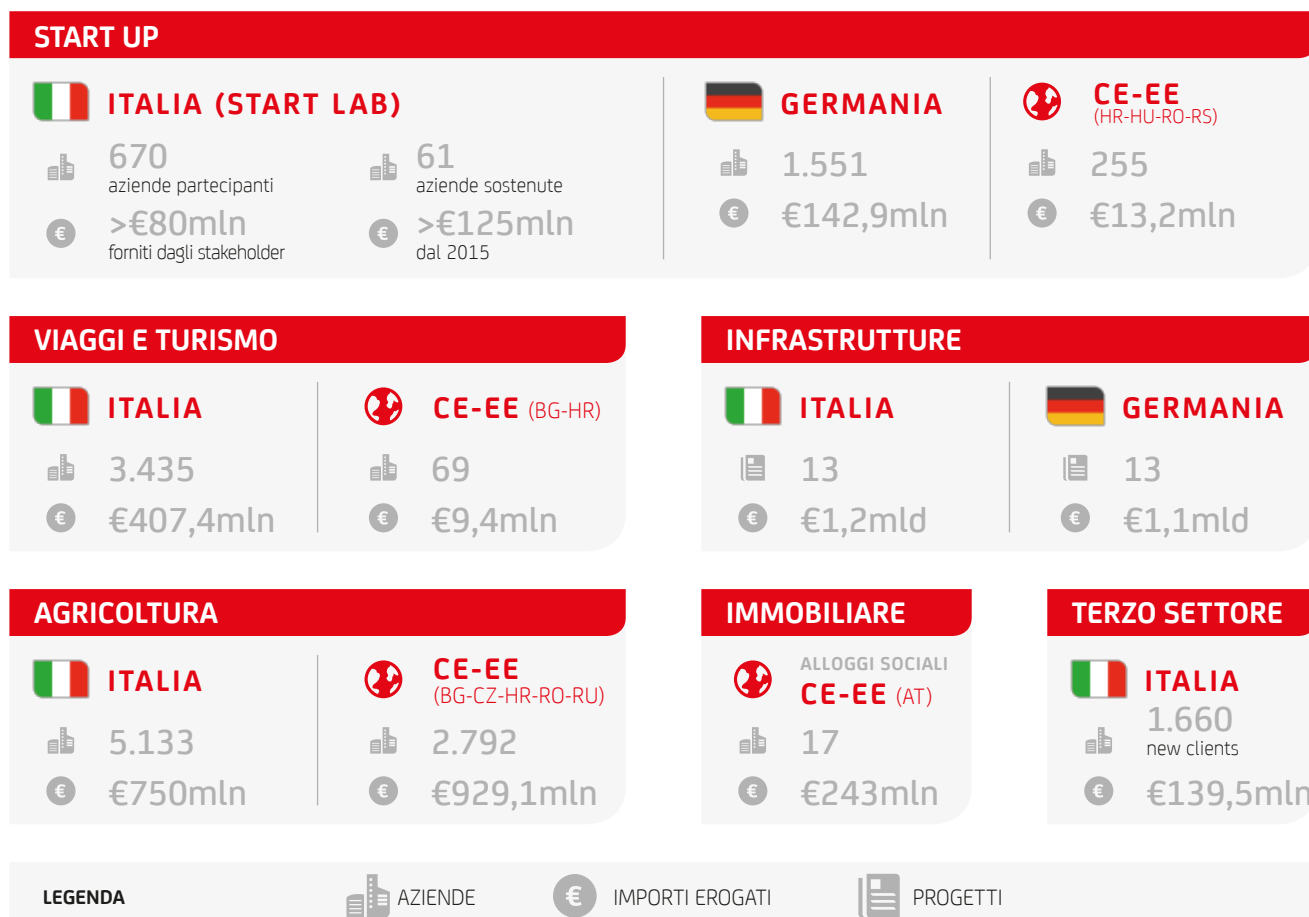 START UP
ITALIA (START LAB)
670
aziende partecipanti
>€80mln
forniti dagli stakeholder
61
aziende sostenute
>€125mln
dal 2015
GERMANIA
1.551
€142,9mln
CE-EE
(HR-HU-RO-RS)
255
€13,2mln
VIAGGI E TURISMO
ITALIA
3.435
€407,4mln
CE-EE (BG-HR)
69
€9,4mln
INFRASTRUTTURE
ITALIA
13
€1,2mld
GERMANIA
13
€1,1mld
AGRICOLTURA
ITALIA
5.133
€750mln
CE-EE
(BG-CZ-HR-RO-RU)
2.792
€929,1mln
IMMOBILIARE
ALLOGGI SOCIALI
CE-EE (AT)
17
€243mln
TERZO SETTORE
ITALIA
1.660
new clients
€139,5mln
LEGENDA
AZIENDE
€ IMPORTI EROGATI
PROGETTI